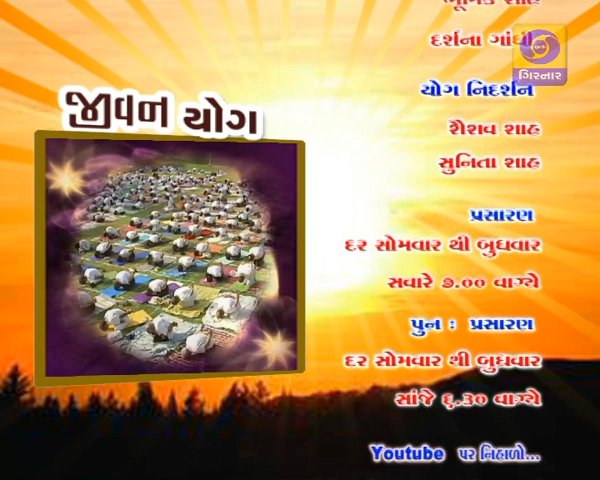 ભૂમિકા શાહ
દર્શના ગાંધી
ગિરનાર
યોગ નિદર્શન
જીવન યોગ
શૈશવ શાહ
સુનિતા શાહ
પ્રસારણ
દર સોમવાર થી બુધવાર
સવારે ૭.૦૦ વાગ્યે
પુન : પ્રસારણ
દર સોમવાર થી બુધવાર
સાંજે ૬.૩૦ વાગ્યે
Youtube પર નિહાળો...